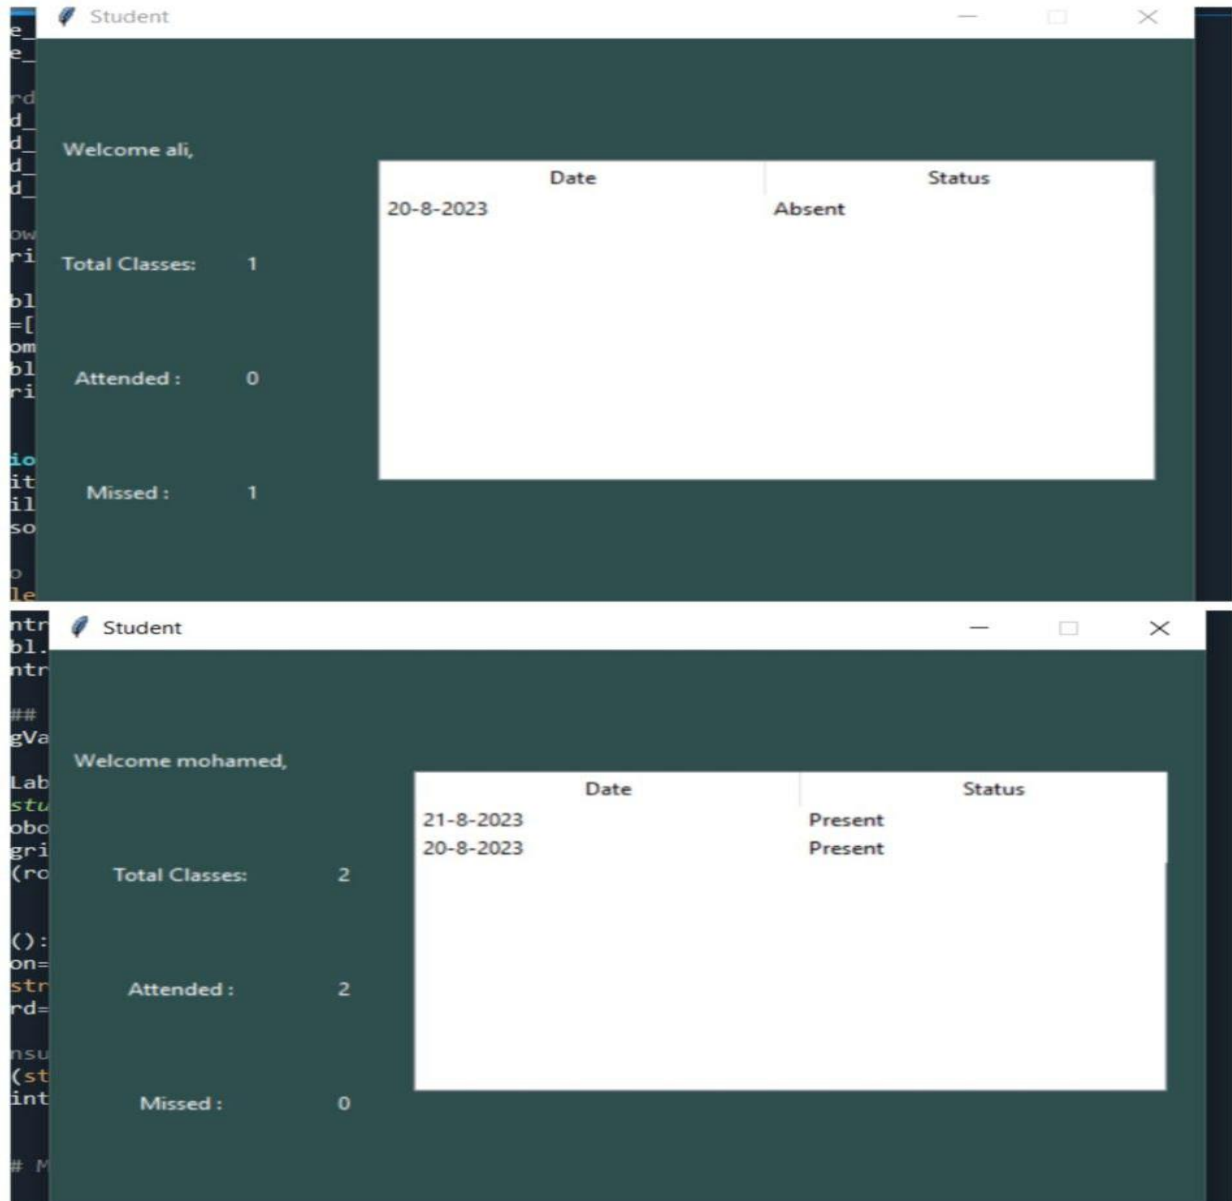 Student
Welcome ali,
Date Status
20-8-2023 Absent
Total Classes: 1
Attended : 0
Missed : 1
Student
Welcome mohamed,
Date Status
21-8-2023 Present
20-8-2023 Present
Total Classes: 2
Attended : 2
Missed : 0